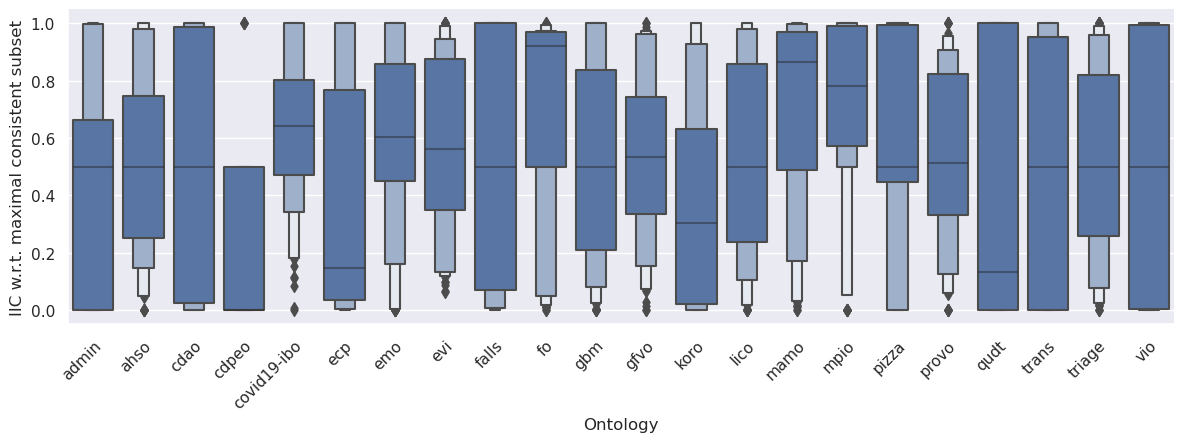 IIC w.r.t. maximal consistent subset
1.0
0.8
0.6
0.4
0.2
0.0
admin
ahso
cdao
cdpeo
covid19-ibo
ecp
emo
evi
falls
fo
gbm
gfvo
koro
lico
mamo
mpio
pizza
provo
qudt
trans
triage
vio
Ontology